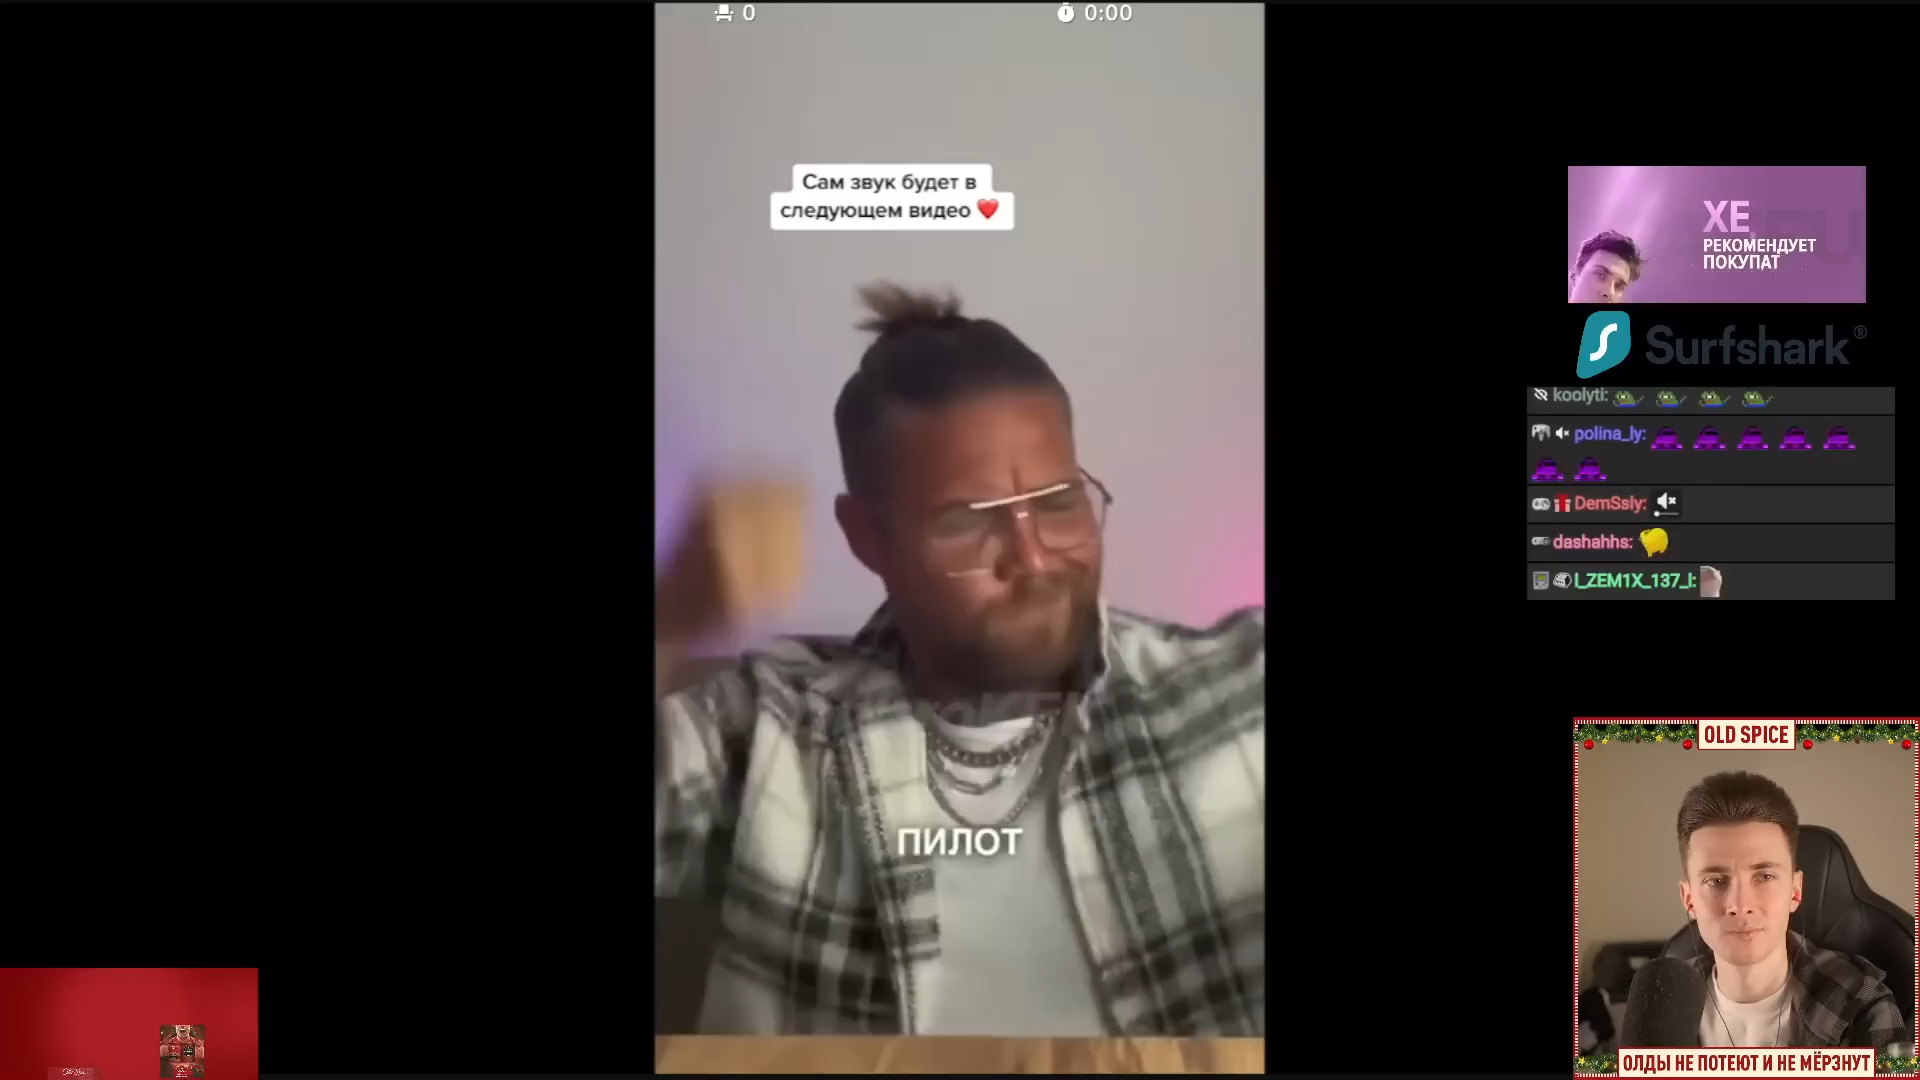 0
0:00
Сам звук будет в
следующем видео ❤️
ПИЛОТ
ХЕ
РЕКОМЕНДУЕТ
ПОКУПАТ
Surfshark®
koolyti:
polina_ly:
DemSsly:
dashahhs:
l_ZEM1X_137_l:
OLD SPICE
ОЛДЫ НЕ ПОТЕЮТ И НЕ МЁРЗНУТ